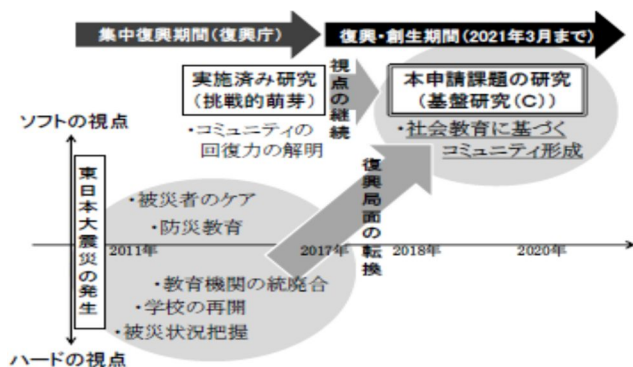 集中復興期間(復興庁)
復興・創生期間(2021年3月まで)
実施済み研究
(挑戦的萌芽)
視点の継続
本申請課題の研究
(基盤研究(C))
・コミュニティの
回復力の解明
・社会教育に基づく
コミュニティ形成
ソフトの視点
東日本大震災の発生
・被災者のケア
・防災教育
復興局面の転換
2011年
2017年
2018年
2020年
・教育機関の統廃合
・学校の再開
・被災状況把握
ハードの視点